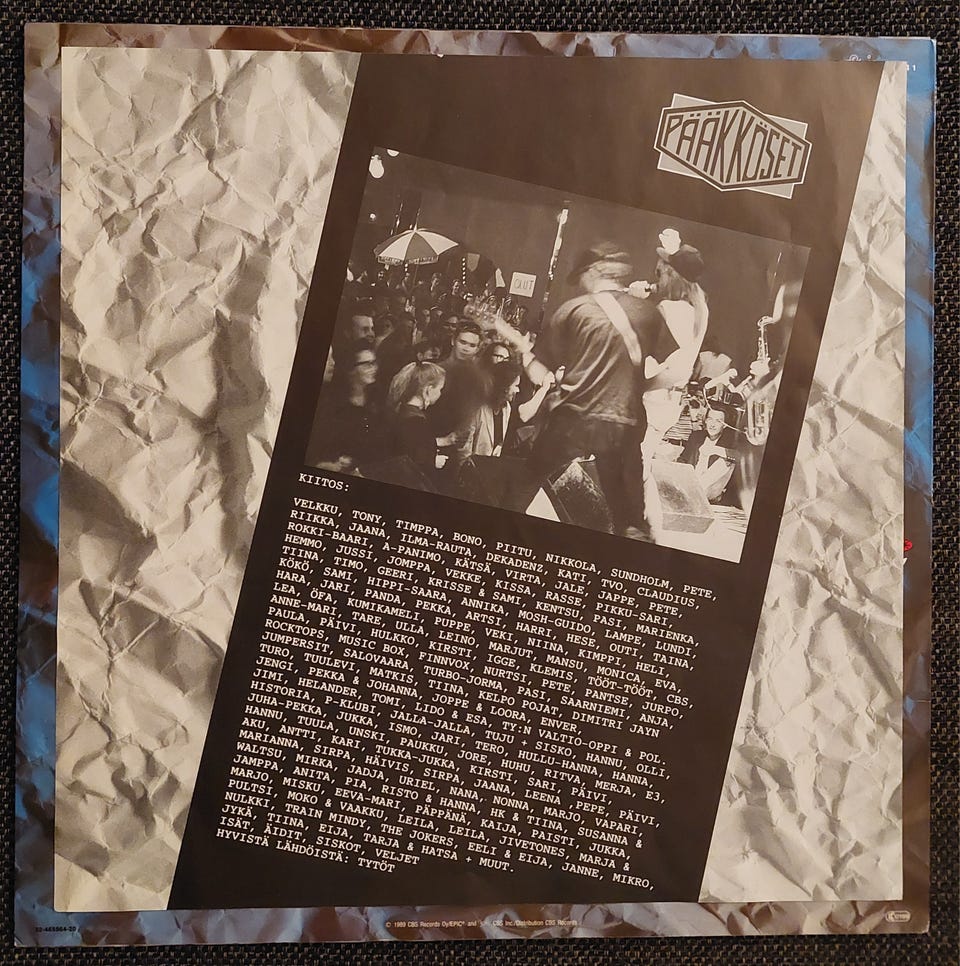 PÄÄKKÖSET
OUT
KIITOS:
VELKKU, TONY, TIMPPA, BONO, PIITU, NIKKOLA, SUNDHOLM, PETE,
RIIKKA, JAANA, ILMA-RAUTA, DEKADENZ, KATI, TVO, CLAUDIUS,
ROKKI-BAARI, A-PANIMO, KÄTSÄ, VIRTA, JALE, JAPPE, PETE,
HEMMO, JUSSI, JOMPPA, VEKKE, KISSA, RASSE, PIKKU-SARI,
TIINA, TIMO, GEERI, KRISSE & SAMI, KENTSU, PASI, MARIENKA,
KÖKÖ, SAMI, HIPPI-SAARA, ANNIKA, MOSH-GUIDO, LAMPE, LUNDI,
HARA, JARI, PANDA, PEKKA, ARTSI, HARRI, HESE, OUTI, TAINA,
LEA, ÖFA, KUMIKAMELI, PUPPE, VEKI, NIINA, KIMPPI, HELI,
ANNE-MARI, TARE, ULLA, LEINO, MARJUT, MANSU, MONICA, EVA,
PAULA, PÄIVI, HULKKO, KIRSTI, IGGE, KLEMIS, TÖÖT-TÖÖT, CBS,
ROCKTOPS, MUSIC BOX, FINNVOX, NURTSI, PETE, PANTSE, JURPO,
JUMPERSIT, SALOVAARA, TURBO-JORMA, PASI, SAARNIEMI, ANJA,
TURO, TUULEVI, MATKIS, TIINA, KELPO POJAT, DIMITRI JAYN
JENGI, PEKKA & JOHANNA, JOPPE & LOORA, ENVER,
JIMI, HELANDER, TOMI, LIDO & ESA, TY:N VALTIO-OPPI & POL.
HISTORIA, P-KLUBI, JALLA-JALLA, TUJU + SISKO, HANNU, OLLI,
JUHA-PEKKA, JUKKA, ISMO, JARI, TERO, HULLU-HANNA, HANNA,
HANNU, TUULA, UNSKI, PAUKKU, JORE, HUHU, RITVA, MERJA, E3,
AKU, ANTTI, KARI, TUKKA-JUKKA, KIRSTI, SARI, PÄIVI,
MARIANNA, SIRPA, HÄIVIS, SIRPA, JAANA, LEENA ,PEPE, PÄIVI,
WALTSU, MIRKA, JADJA, URIEL, NANA, NONNA, MARJO, VAPARI,
JAMPPA, ANITA, PIA, RISTO & HANNA, HK & TIINA, SUSANNA &
MARJO, MISKU, EEVA-MARI, PÄPPÄNÄ, KAIJA, PAISTI, JUKKA,
PULTSI, MOKO & VAAKKU, LEILA, LEILA, JIVETONES, MARJA &
NULKKI, TRAIN MINDY, THE JOKERS, EELI & EIJA, JANNE, MIKRO,
JYKÄ, TIINA, EIJA, TARJA & HATSA + MUUT.
ISÄT, ÄIDIT, SISKOT, VELJET
HYVISTÄ LÄHDÖISTÄ: TYTÖT
© 1989 CBS Records Oy/EPIC® and CBS Inc./Distribution CBS Records